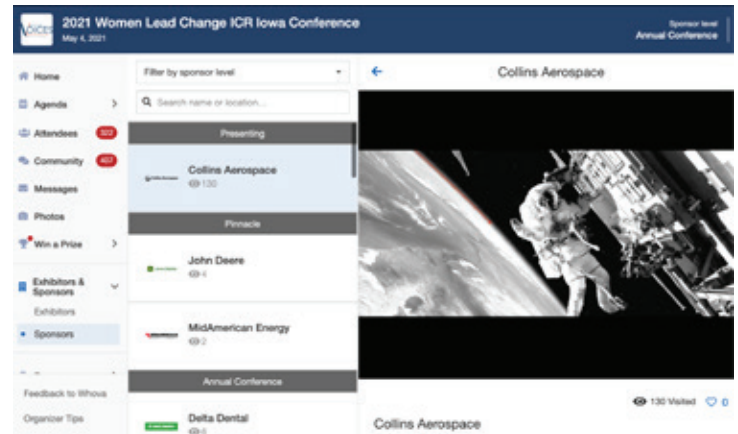 VOICES
2021 Women Lead Change ICR Iowa Conference
May 4, 2021
Sponsor level
Annual Conference
Home
Agenda
Attendees 322
Community 407
Messages
Photos
Win a Prize
Exhibitors &
Sponsors
Exhibitors
Sponsors
Feedback to Whova
Organizer Tips
Filter by sponsor level
Search name or location...
Presenting
Collins Aerospace
130
Pinnacle
John Deere
4
MidAmerican Energy
2
Annual Conference
Delta Dental
Collins Aerospace
130 Visited 0
Collins Aerospace